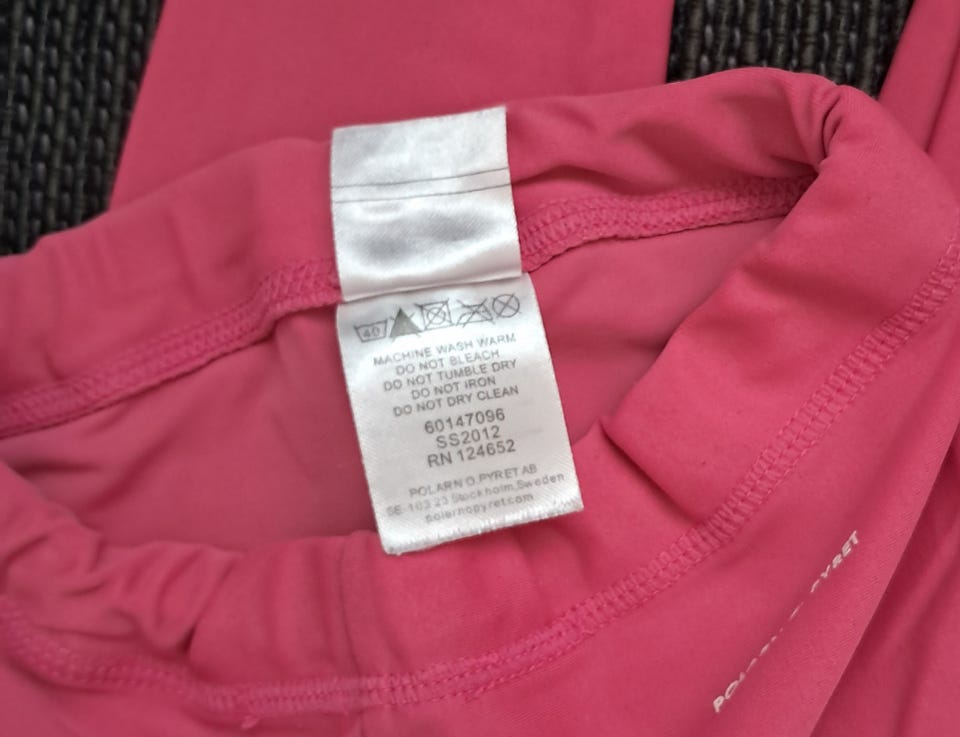 40
MACHINE WASH WARM
DO NOT BLEACH
DO NOT TUMBLE DRY
DO NOT IRON
DO NOT DRY CLEAN
60147096
SS2012
RN 124652
POLARN O.PYRET AB
SE-103 23 Stockholm,Sweden
polarnopyret.com
PYRET